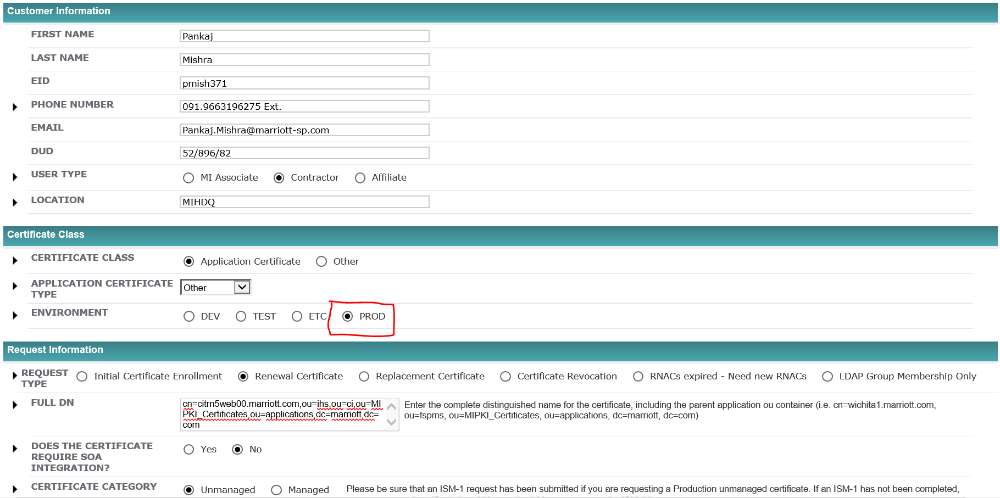 Customer Information
FIRST NAME Pankaj
LAST NAME Mishra
EID pmish371
PHONE NUMBER 091.9663196275 Ext.
EMAIL Pankaj.Mishra@marriott-sp.com
DUD 52/896/82
USER TYPE MI Associate Contractor Affiliate
LOCATION MIHDQ
Certificate Class
CERTIFICATE CLASS Application Certificate Other
APPLICATION CERTIFICATE
TYPE
Other
ENVIRONMENT DEV TEST ETC PROD
Request Information
REQUEST
TYPE
Initial Certificate Enrollment Renewal Certificate Replacement Certificate Certificate Revocation RNACs expired - Need new RNACs LDAP Group Membership Only
FULL DN
cn=citrn5web00.marriott.com,ou=ihs,ou=ci,ou=MI
PKI_Certificates,ou=applications,dc=marriott,dc=
com
Enter the complete distinguished name for the certificate, including the parent application ou container (i.e. cn=wichita1.marriott.com,
ou=fspms, ou=MIPKI_Certificates, ou=applications, dc=marriott, dc=com)
DOES THE CERTIFICATE
REQUIRE SOA
INTEGRATION?
Yes No
CERTIFICATE CATEGORY Unmanaged Managed
Please be sure that an ISM-1 request has been submitted if you are requesting a Production unmanaged certificate. If an ISM-1 has not been completed,